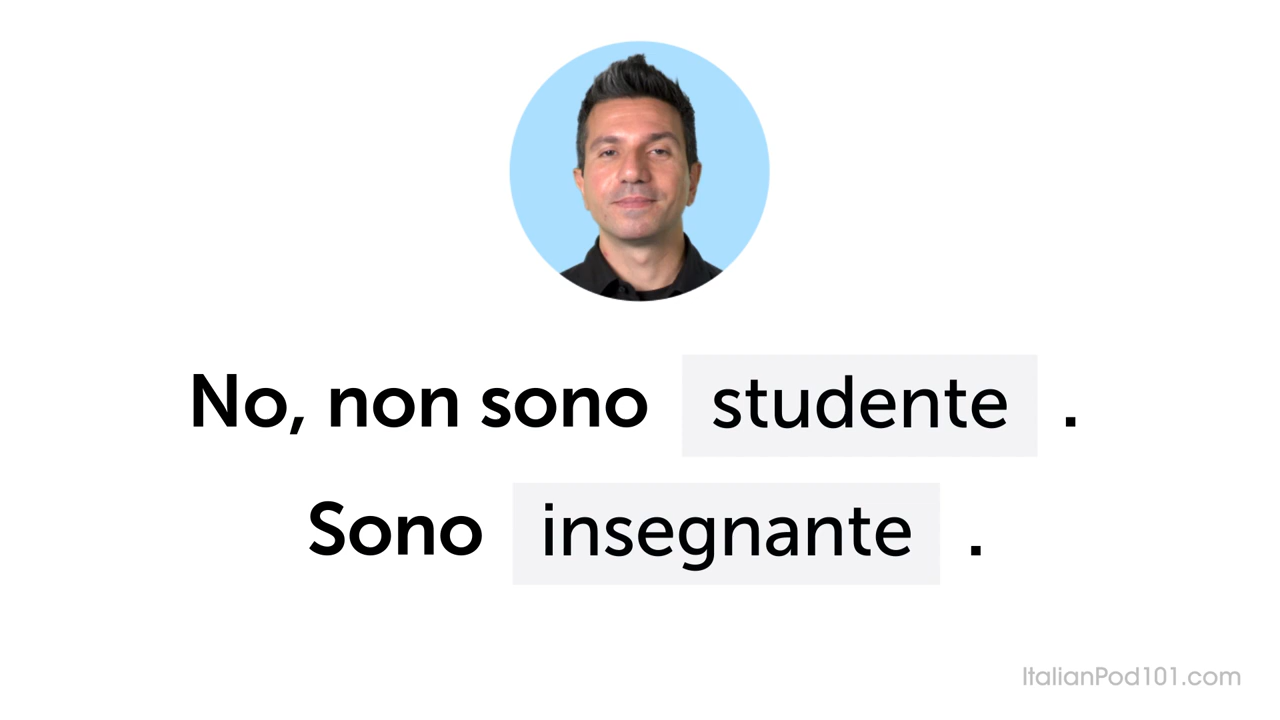 No, non sono studente .
Sono insegnante .
ItalianPod101.com